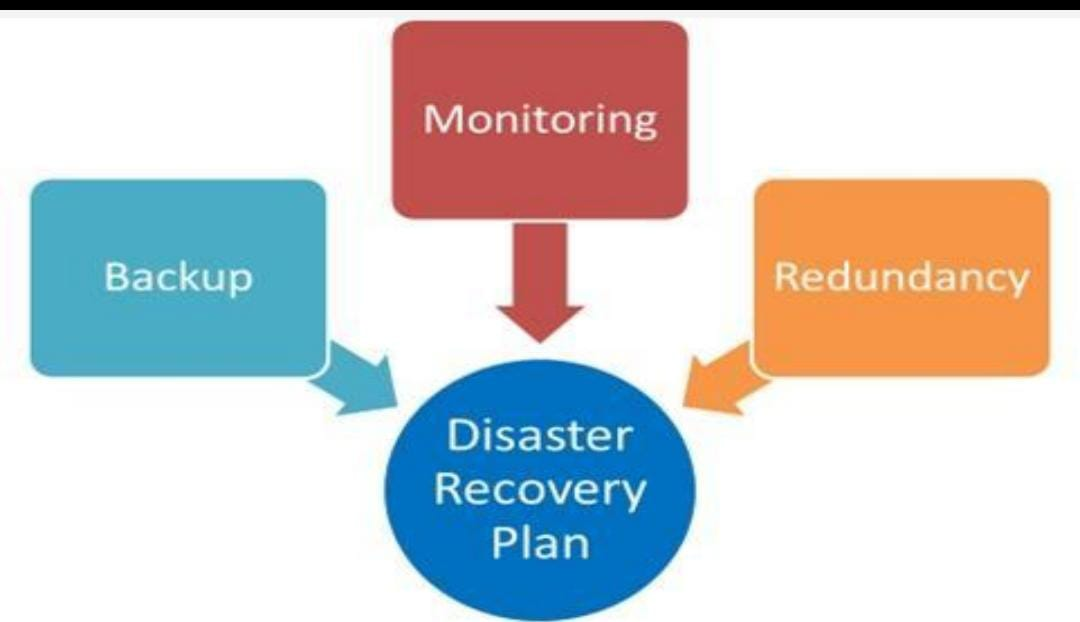 Monitoring
Backup
Redundancy
Disaster
Recovery
Plan